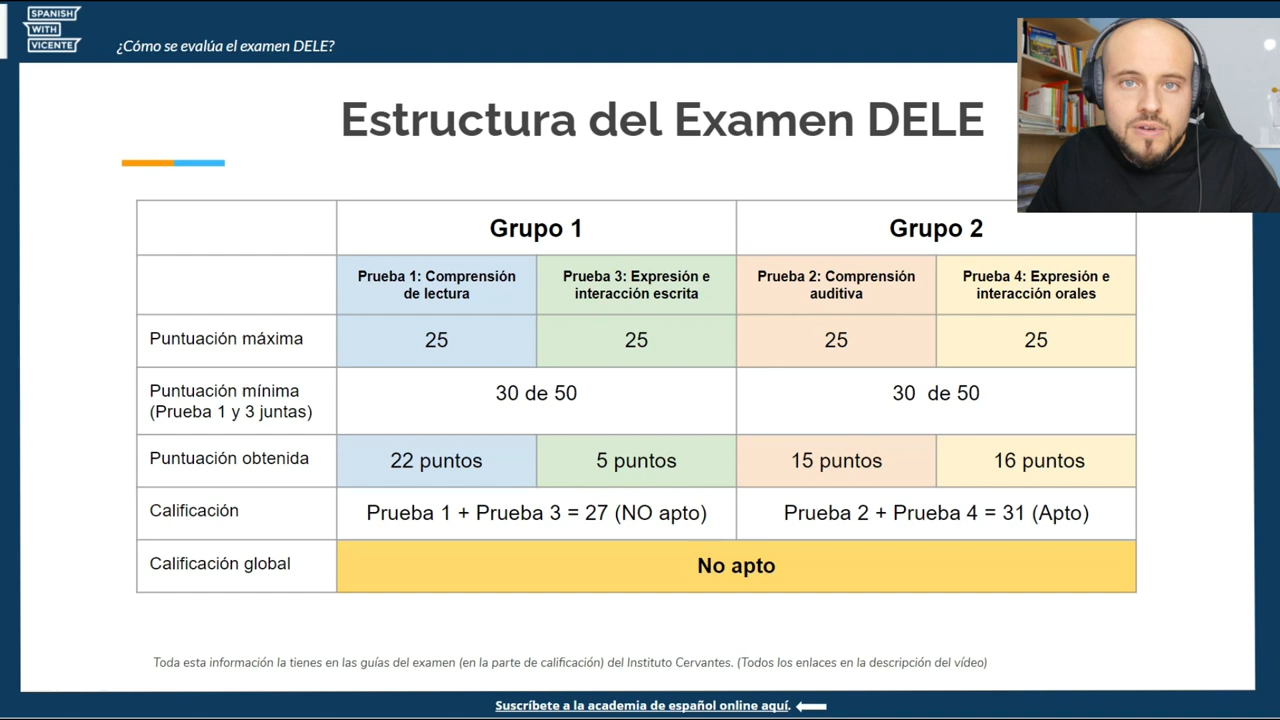 SPANISH
WITH
VICENTE
¿Cómo se evalúa el examen DELE?
Estructura del Examen DELE
Grupo 1
Grupo 2
Prueba 1: Comprensión
de lectura
Prueba 3: Expresión e
interacción escrita
Prueba 2: Comprensión
auditiva
Prueba 4: Expresión e
interacción orales
Puntuación máxima
25
25
25
25
Puntuación mínima
(Prueba 1 y 3 juntas)
30 de 50
30 de 50
Puntuación obtenida
22 puntos
5 puntos
15 puntos
16 puntos
Calificación
Prueba 1 + Prueba 3 = 27 (NO apto)
Prueba 2 + Prueba 4 = 31 (Apto)
Calificación global
No apto
Toda esta información la tienes en las guías del examen (en la parte de calificación) del Instituto Cervantes. (Todos los enlaces en la descripción del vídeo)
Suscríbete a la academia de español online aquí.